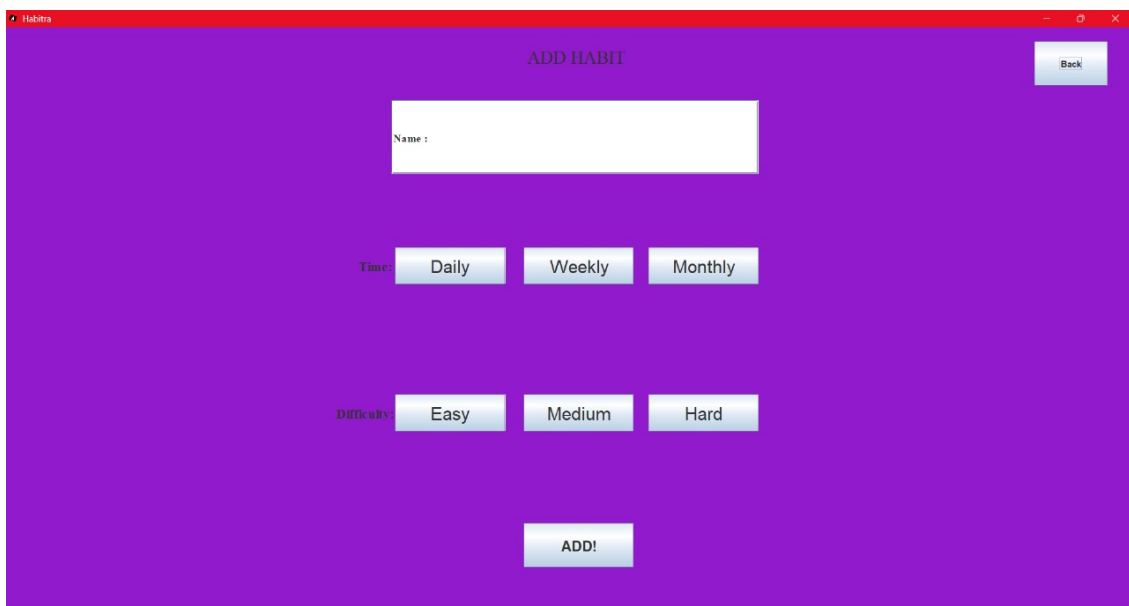 Habitra
ADD HABIT
Back
Name :
Time: Daily Weekly Monthly
Difficulty: Easy Medium Hard
ADD!